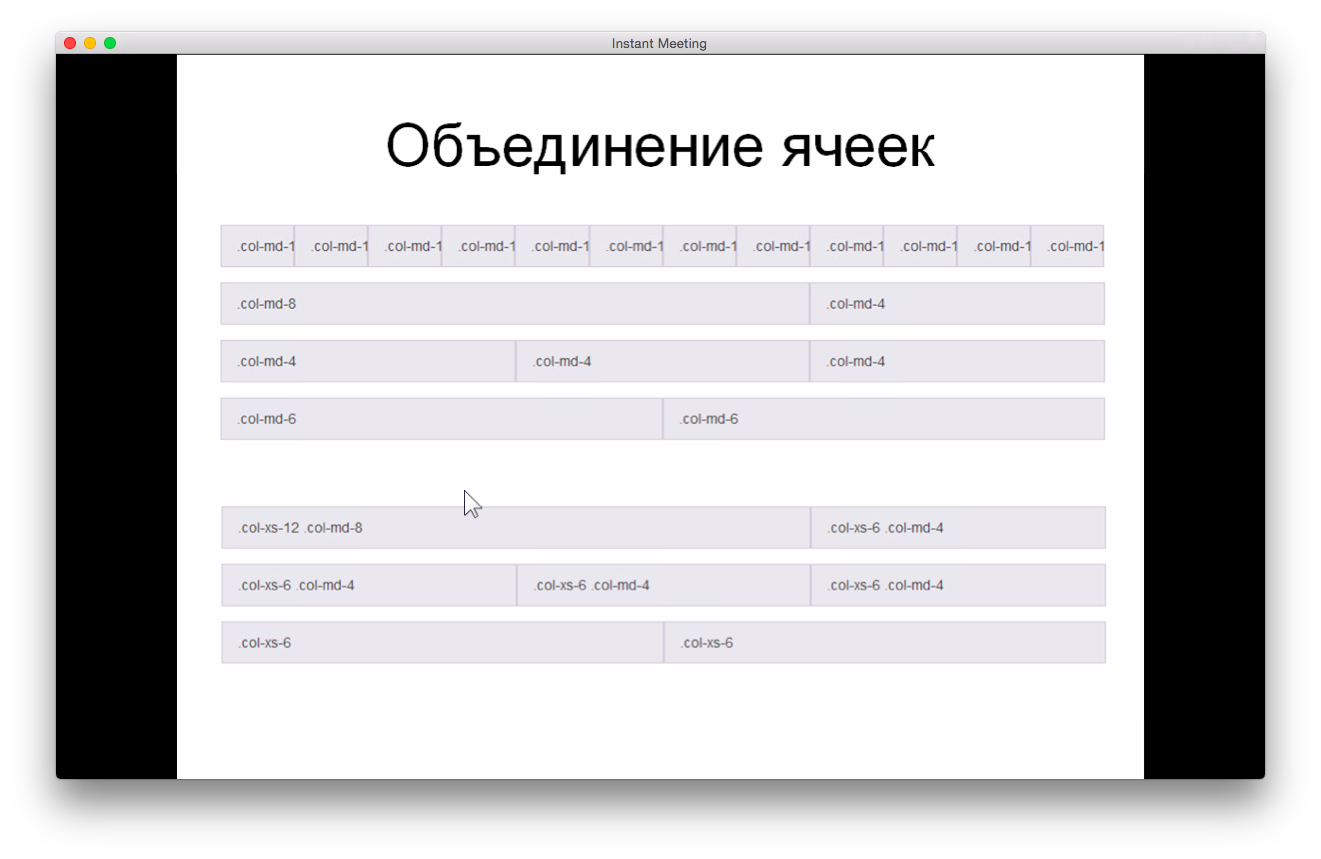 Instant Meeting
Объединение ячеек
.col-md-1 .col-md-1 .col-md-1 .col-md-1 .col-md-1 .col-md-1 .col-md-1 .col-md-1 .col-md-1 .col-md-1 .col-md-1 .col-md-1
.col-md-8 .col-md-4
.col-md-4 .col-md-4 .col-md-4
.col-md-6 .col-md-6
.col-xs-12 .col-md-8 .col-xs-6 .col-md-4
.col-xs-6 .col-md-4 .col-xs-6 .col-md-4 .col-xs-6 .col-md-4
.col-xs-6 .col-xs-6